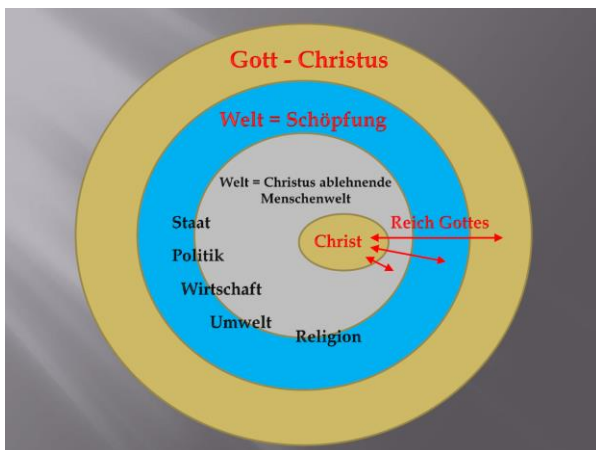 Gott - Christus
Welt = Schöpfung
Welt = Christus ablehnende
Menschenwelt
Staat
Reich Gottes
Christ
Politik
Wirtschaft
Umwelt
Religion